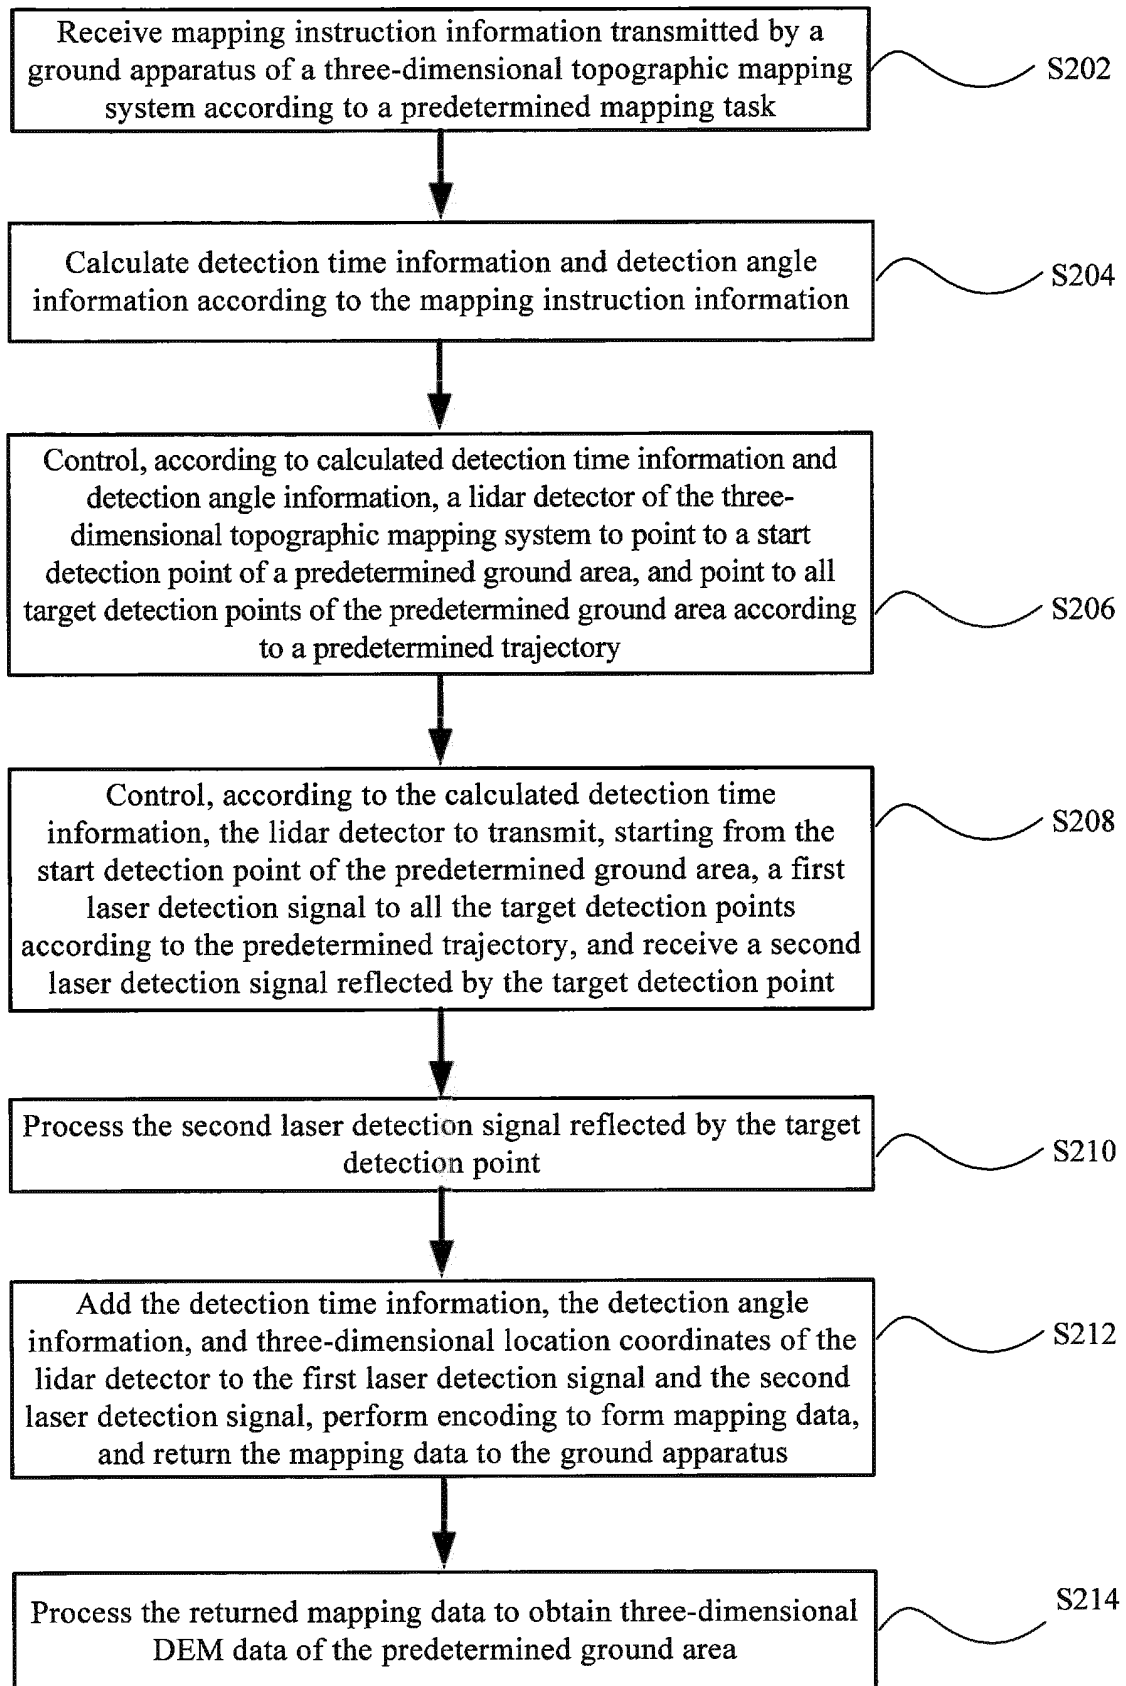 Receive mapping instruction information transmitted by a
ground apparatus of a three-dimensional topographic mapping
system according to a predetermined mapping task
S202
Calculate detection time information and detection angle
information according to the mapping instruction information
S204
Control, according to calculated detection time information and
detection angle information, a lidar detector of the three-
dimensional topographic mapping system to point to a start
detection point of a predetermined ground area, and point to all
target detection points of the predetermined ground area according
to a predetermined trajectory
S206
Control, according to the calculated detection time
information, the lidar detector to transmit, starting from the
start detection point of the predetermined ground area, a first
laser detection signal to all the target detection points
according to the predetermined trajectory, and receive a second
laser detection signal reflected by the target detection point
S208
Process the second laser detection signal reflected by the target
detection point
S210
Add the detection time information, the detection angle
information, and three-dimensional location coordinates of the
lidar detector to the first laser detection signal and the second
laser detection signal, perform encoding to form mapping data,
and return the mapping data to the ground apparatus
S212
Process the returned mapping data to obtain three-dimensional
DEM data of the predetermined ground area
S214